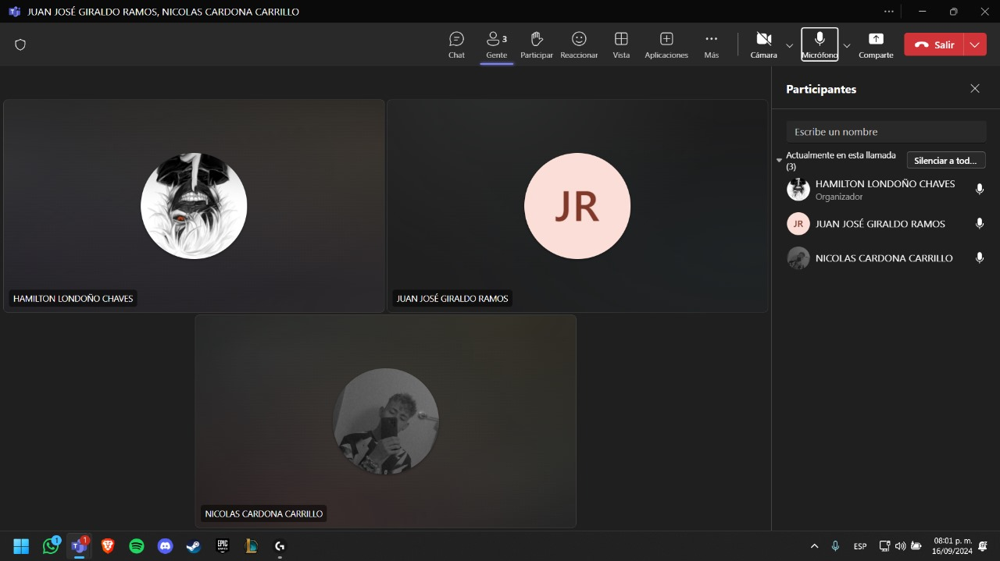 JUAN JOSÉ GIRALDO RAMOS, NICOLAS CARDONA CARRILLO
Chat
3
Gente
Participar
Reaccionar
Vista
Aplicaciones
Más
Cámara
Micrófono
Comparte
Salir
HAMILTON LONDOÑO CHAVES
JR
JUAN JOSÉ GIRALDO RAMOS
NICOLAS CARDONA CARRILLO
Participantes
Escribe un nombre
Actualmente en esta llamada
(3)
Silenciar a tod...
HAMILTON LONDOÑO CHAVES
Organizador
JR
JUAN JOSÉ GIRALDO RAMOS
NICOLAS CARDONA CARRILLO
1
1
EPIC
GAMES
ESP
08:01 p. m.
16/09/2024